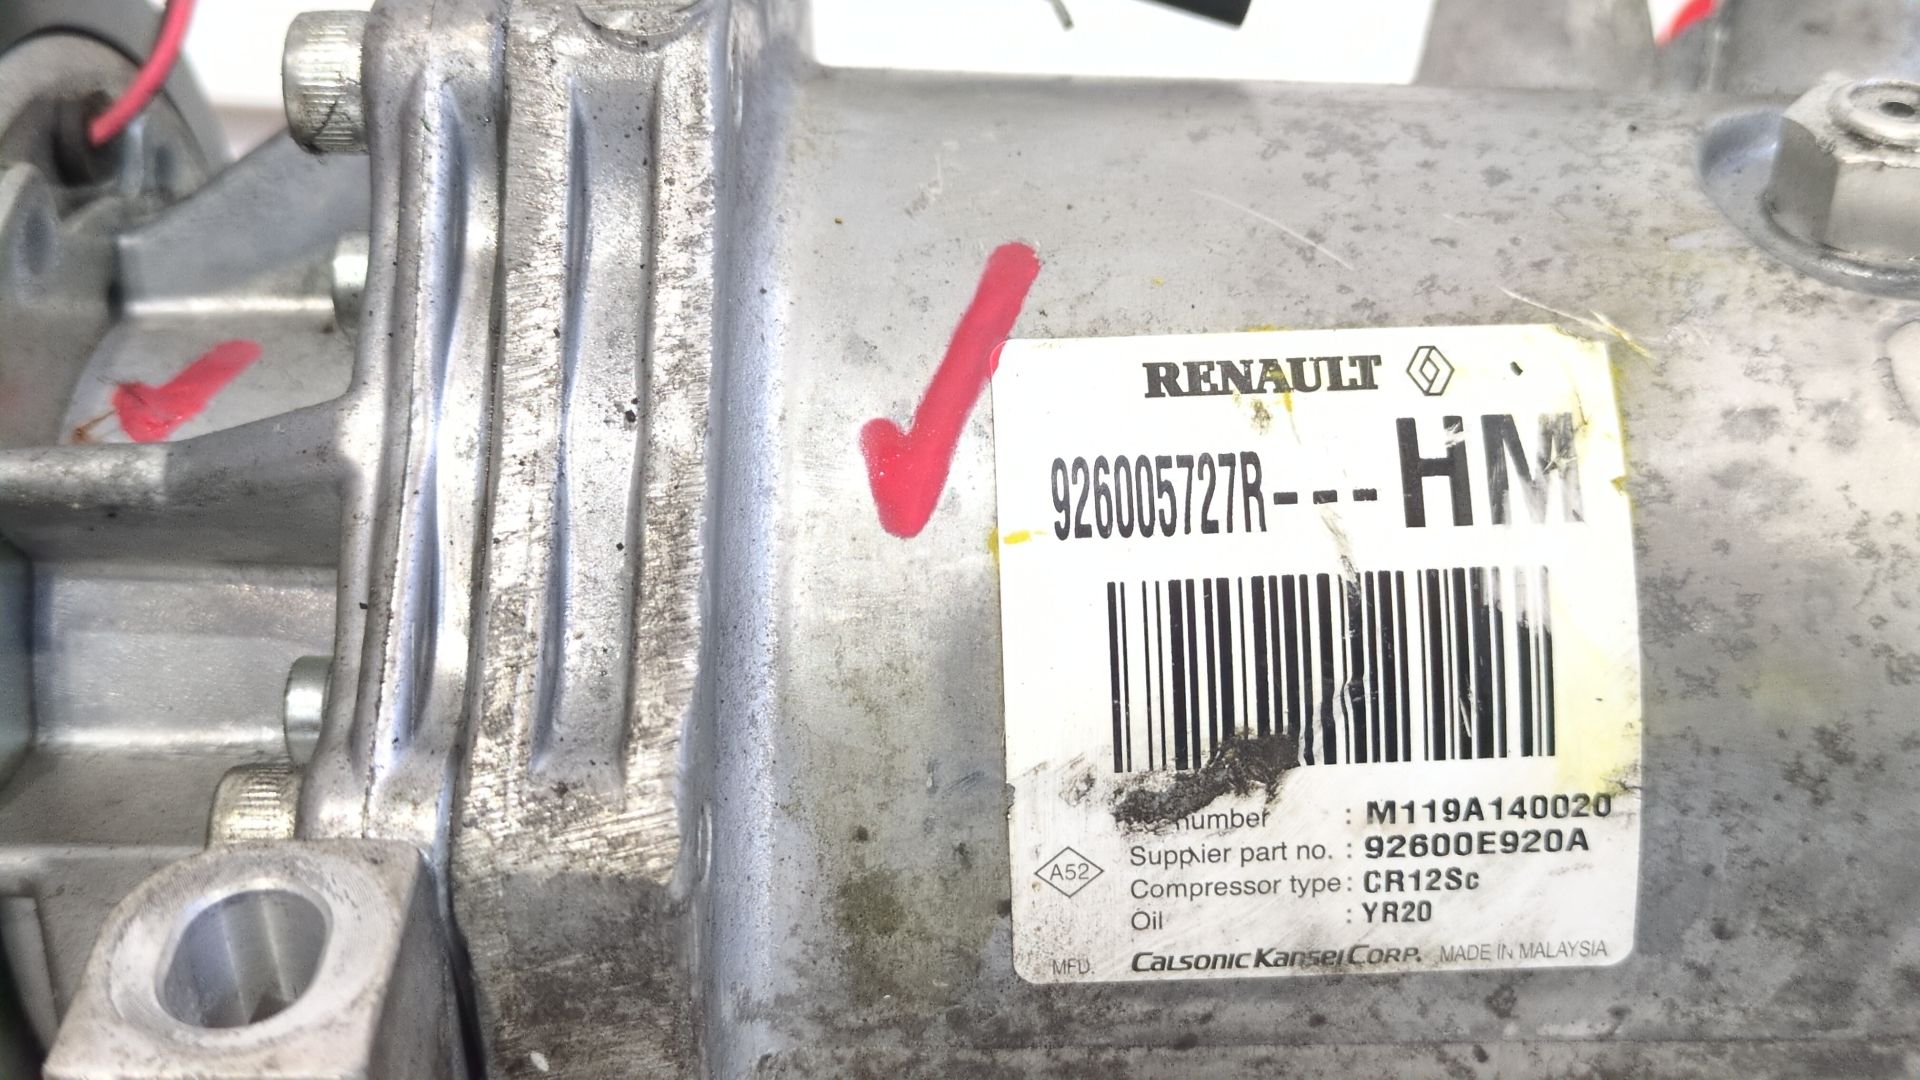 RENAULT
926005727R--- HM
number : M119A140020
Supplier part no. : 92600E920A
A52
Compressor type : CR12Sc
Oil : YR20
MFD. CALSONIC KANSEI CORP. MADE IN MALAYSIA